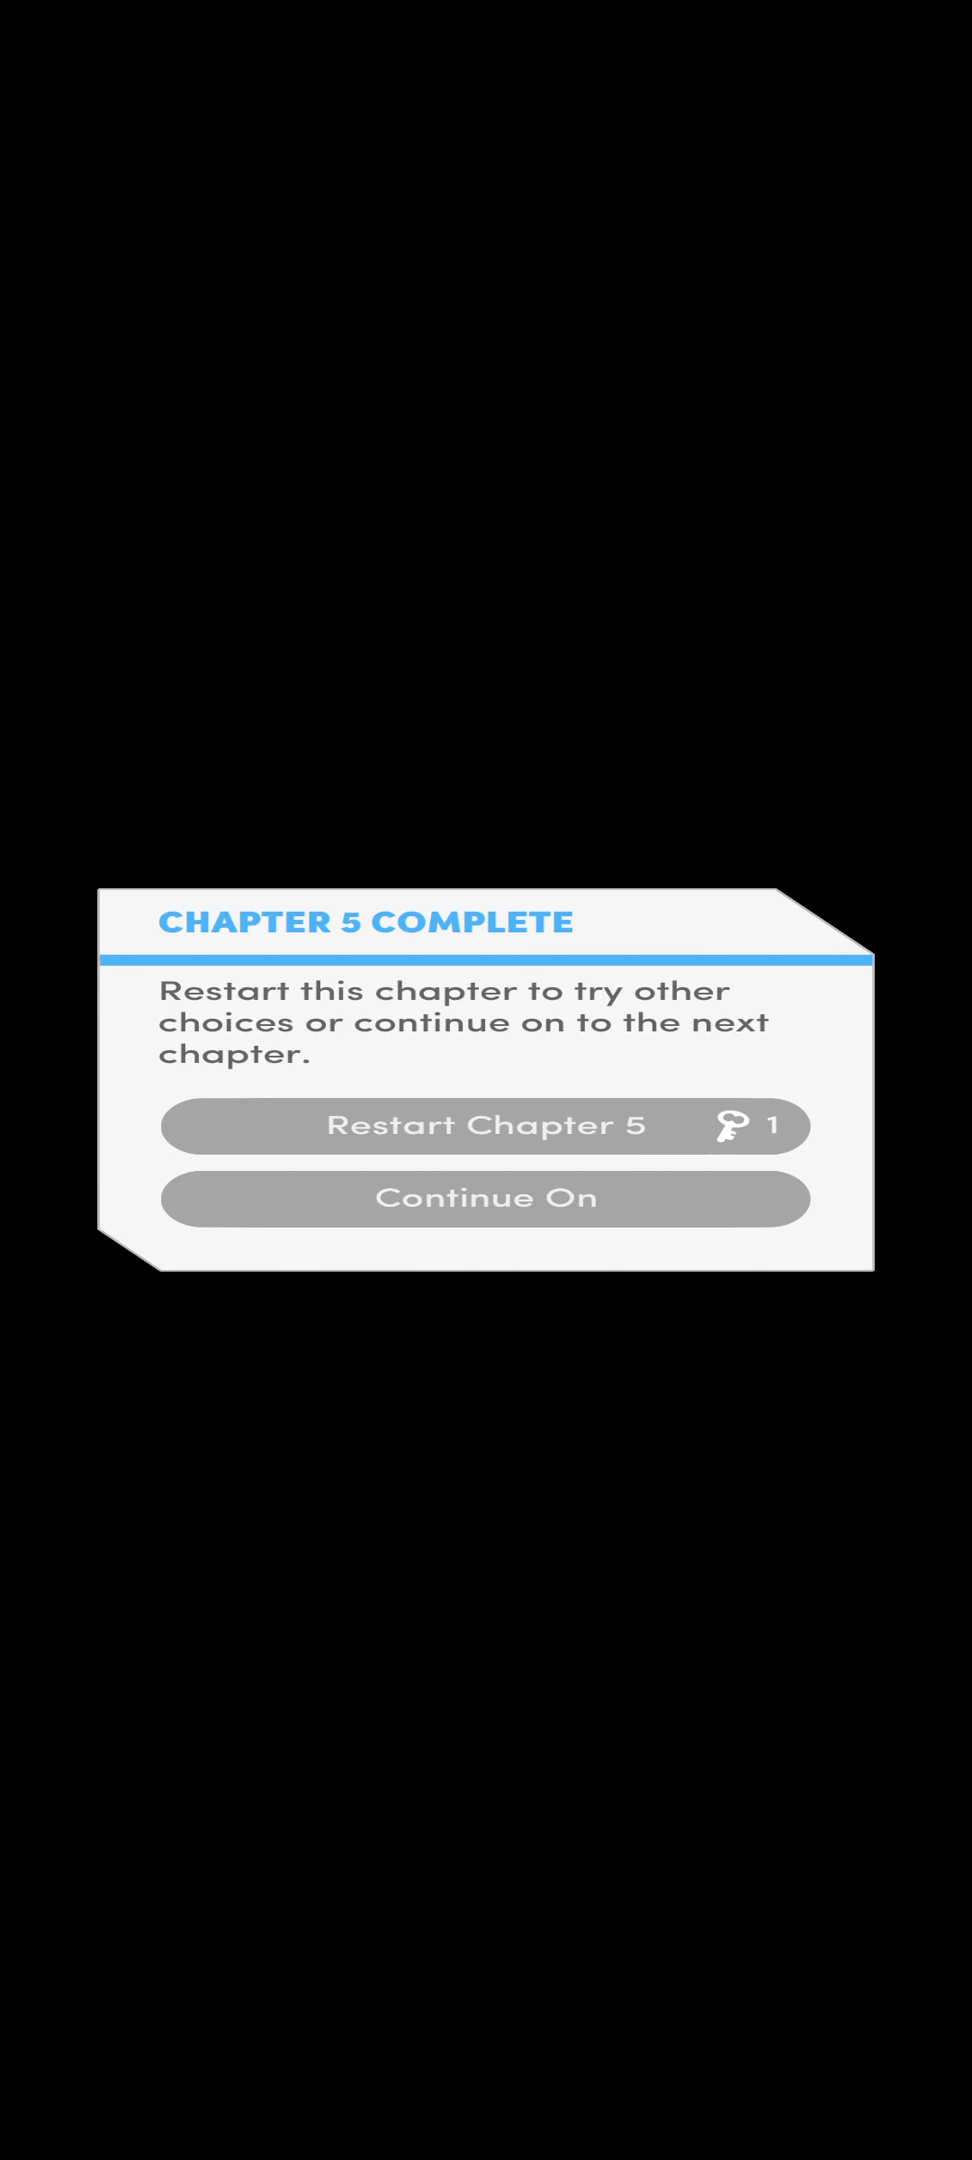 CHAPTER 5 COMPLETE
Restart this chapter to try other
choices or continue on to the next
chapter.
Restart Chapter 5 1
Continue On